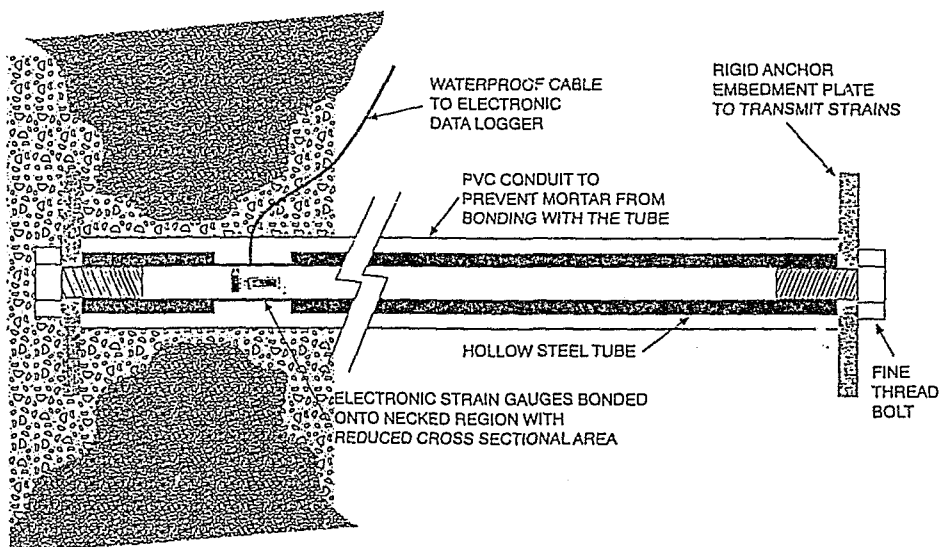 WATERPROOF CABLE
TO ELECTRONIC
DATA LOGGER
RIGID ANCHOR
EMBEDMENT PLATE
TO TRANSMIT STRAINS
PVC CONDUIT TO
PREVENT MORTAR FROM
BONDING WITH THE TUBE
HOLLOW STEEL TUBE
FINE
THREAD
BOLT
ELECTRONIC STRAIN GAUGES BONDED
ONTO NECKED REGION WITH
REDUCED CROSS SECTIONAL AREA